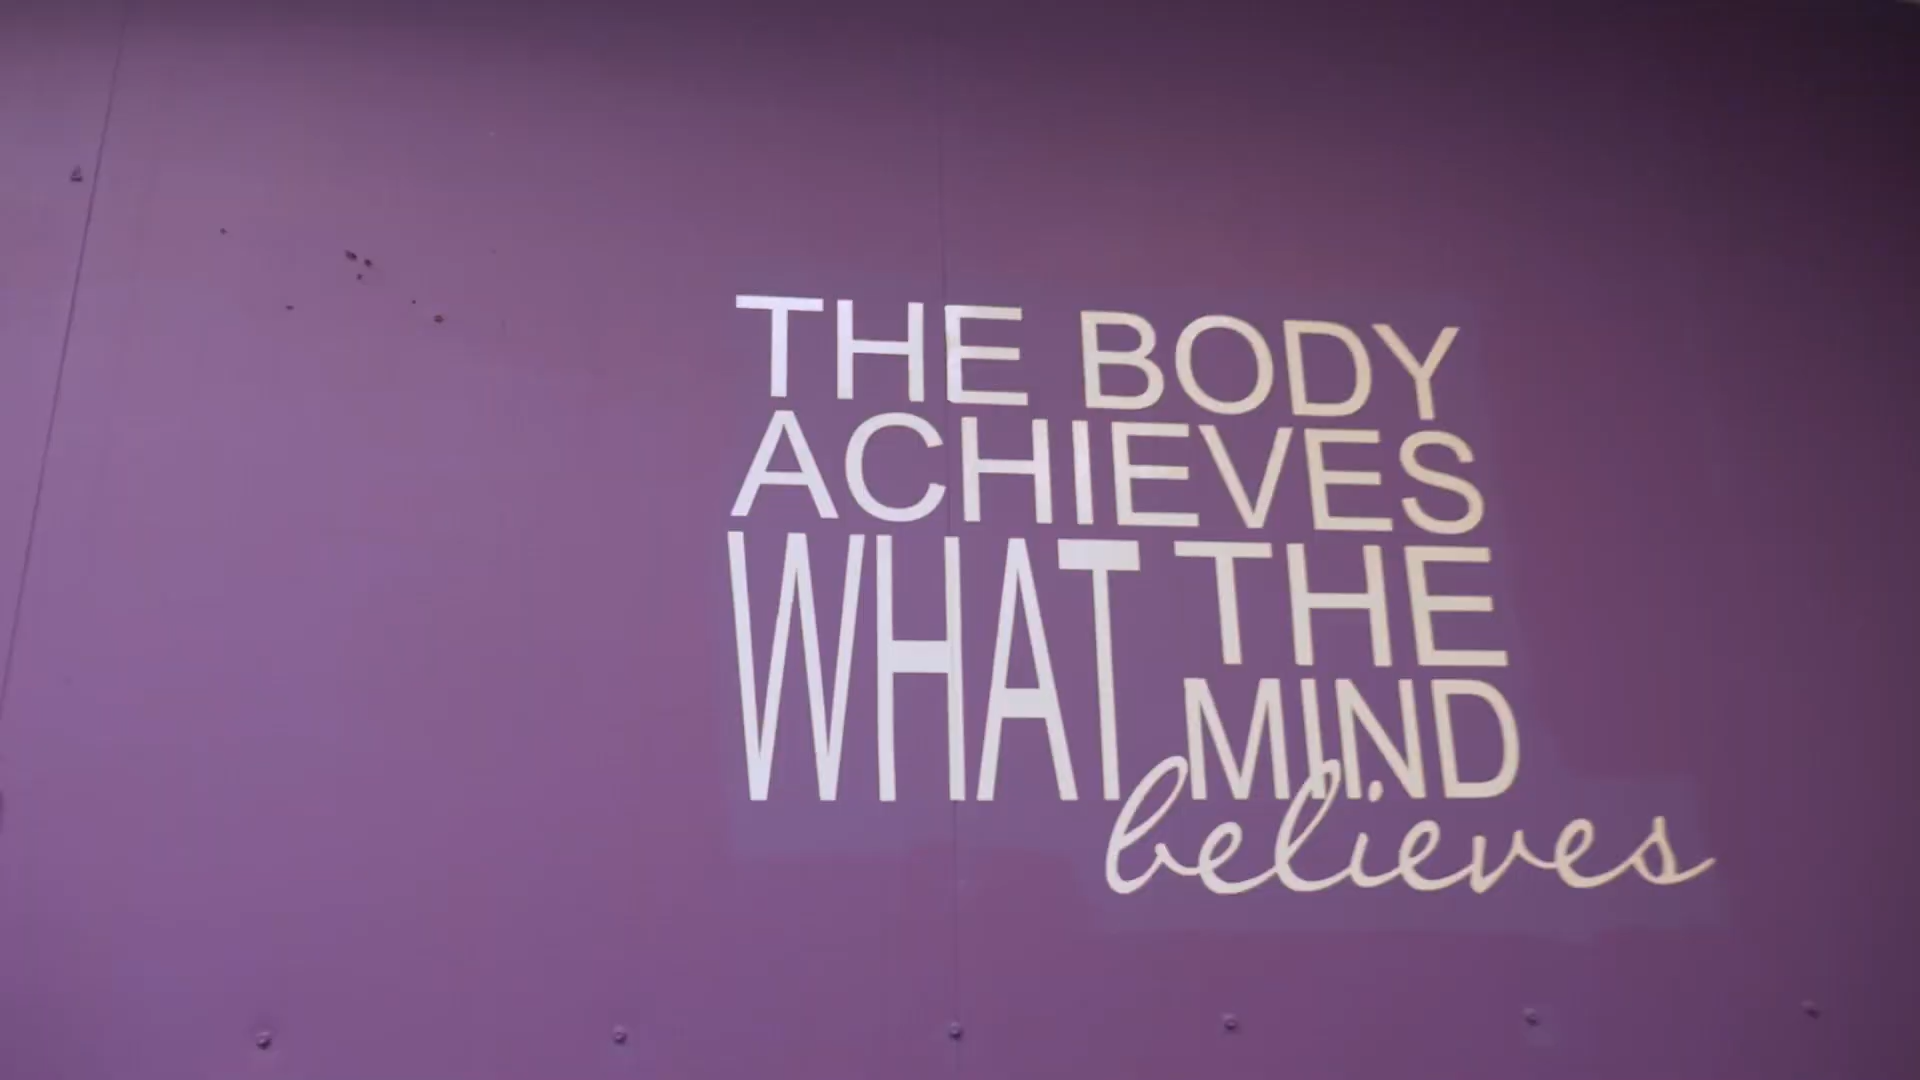 THE BODY
ACHIEVES
WHAT THE
MIND
believes